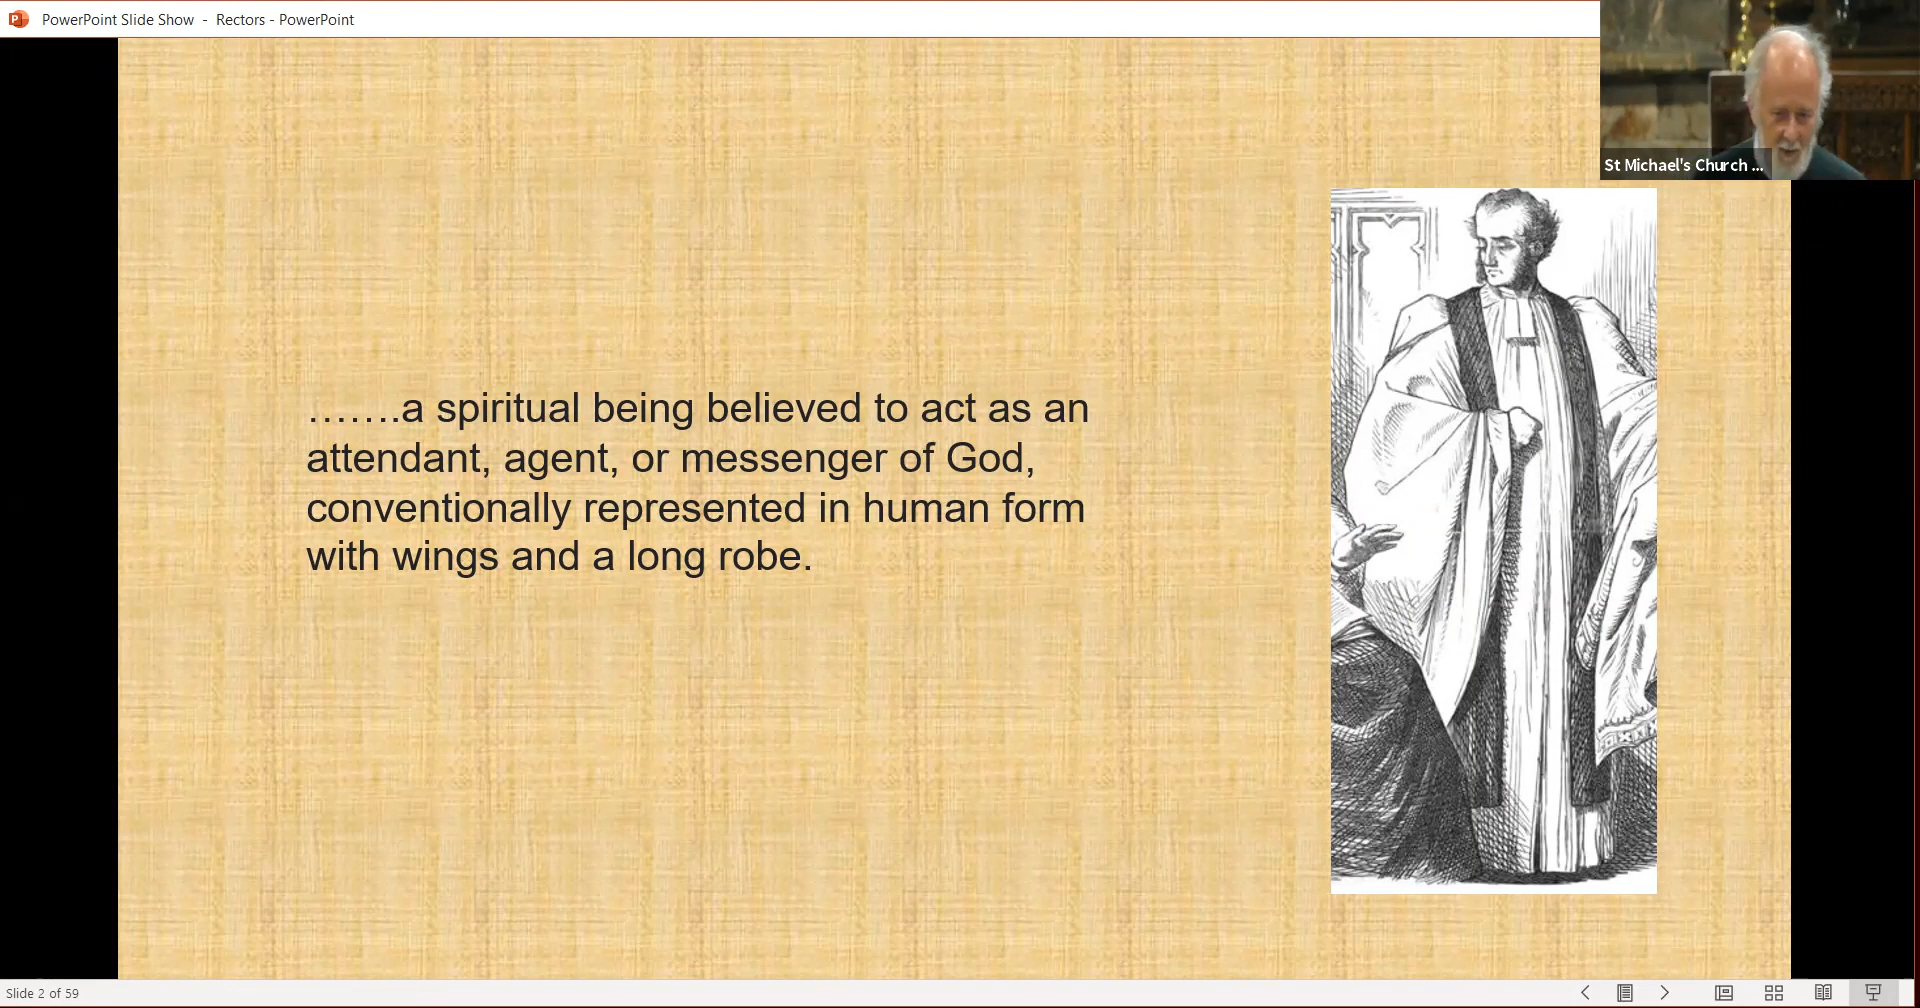 PowerPoint Slide Show - Rectors - PowerPoint
St Michael's Church ...
…….a spiritual being believed to act as an
attendant, agent, or messenger of God,
conventionally represented in human form
with wings and a long robe.
Slide 2 of 59